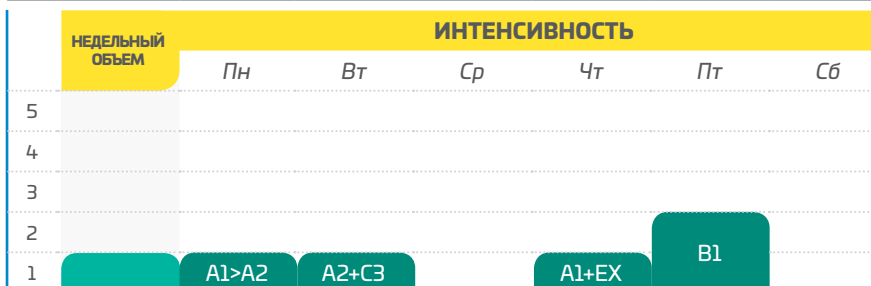 НЕДЕЛЬНЫЙ ОБЪЕМ
ИНТЕНСИВНОСТЬ
Пн Вт Ср Чт Пт Сб
5
4
3
2
B1
1 A1>A2 A2+C3 A1+EX